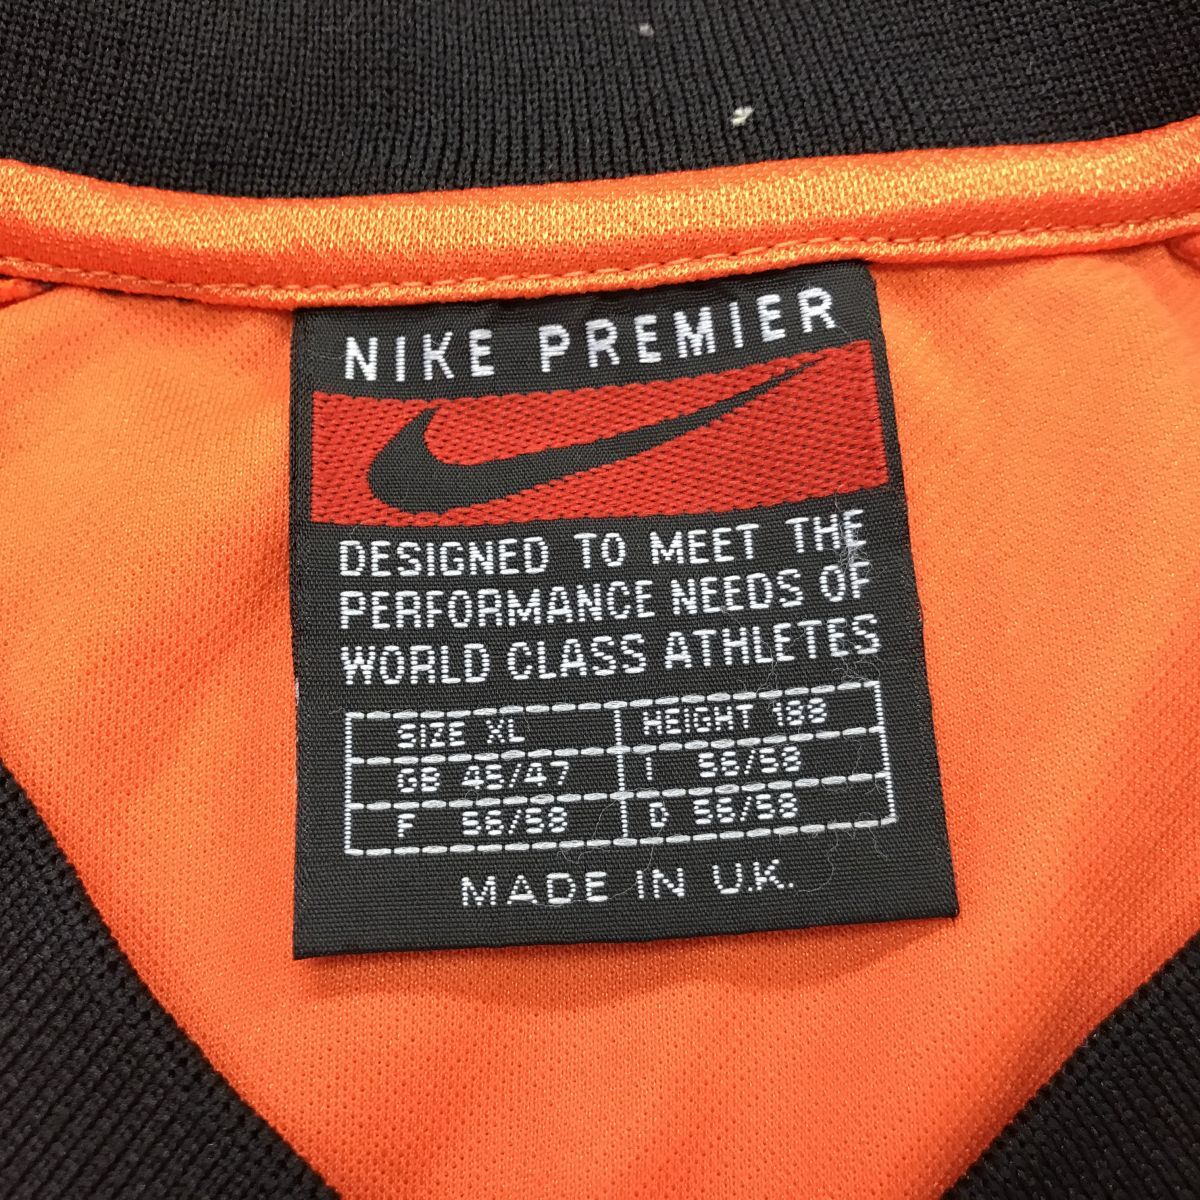 NIKE PREMIER
DESIGNED TO MEET THE
PERFORMANCE NEEDS OF
WORLD CLASS ATHLETES
SIZE XL HEIGHT 188
GB 45/47 I 56/58
F 56/58 D 56/58
MADE IN U.K.